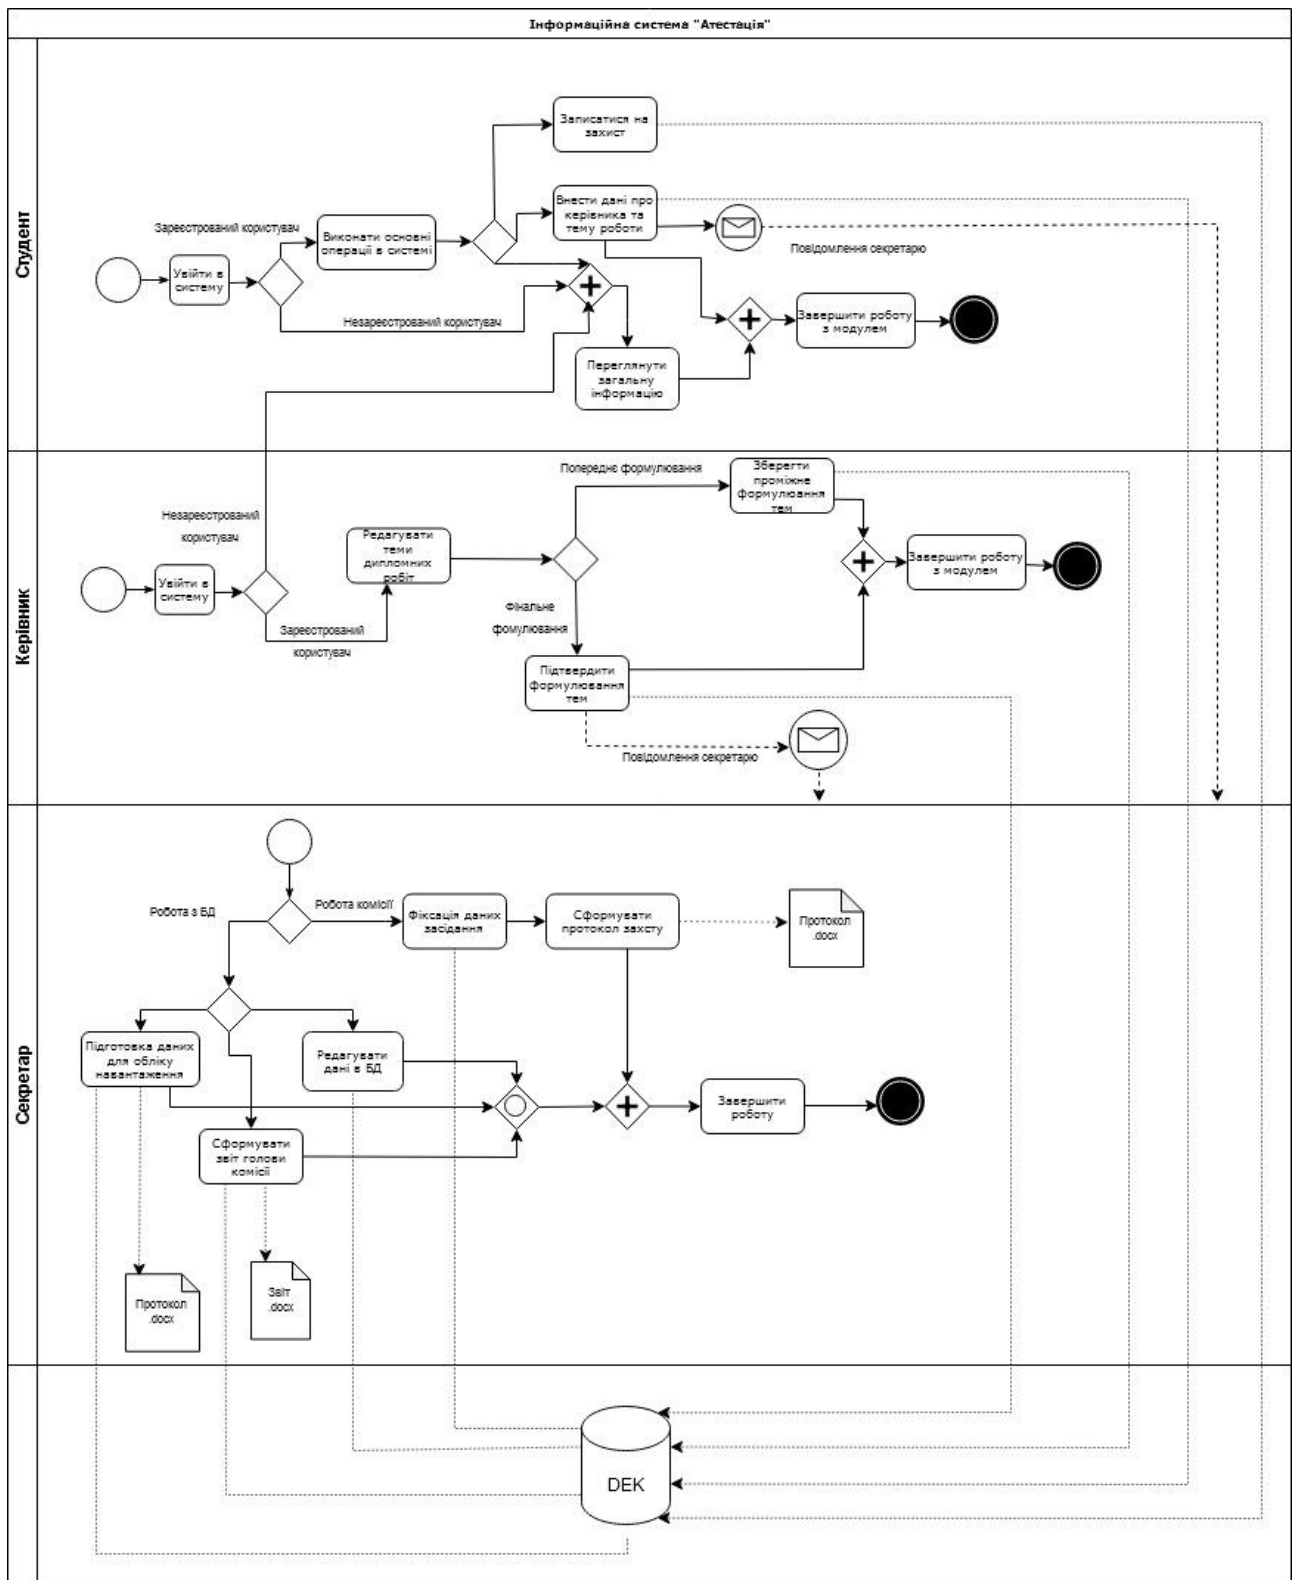 Інформаційна система "Атестація"
Студент
Записатися на
захист
Внести дані про
керівника та
тему роботи
Зареєстрований користувач
Виконати основні
операції в системі
Повідомлення секретарю
Увійти в
систему
Незареєстрований користувач
Завершити роботу
з модулем
Переглянути
загальну
інформацію
Керівник
Попереднє формулювання
Зберегти
проміжне
формулювання
тем
Незареєстрований
користувач
Редагувати
теми
дипломних
робіт
Завершити роботу
з модулем
Увійти в
систему
Фінальне
фомулювання
Зареєстрований
користувач
Підтвердити
формулювання
тем
Повідомлення секретарю
Секретар
Робота з БД
Робота комісії
Фіксація даних
засідання
Сформувати
протокол захсту
Протокол
.docx
Підготовка даних
для обліку
навантаження
Редагувати
дані в БД
Завершити
роботу
Сформувати
звіт голови
комісії
Протокол
.docx
Звіт
.docx
DEK